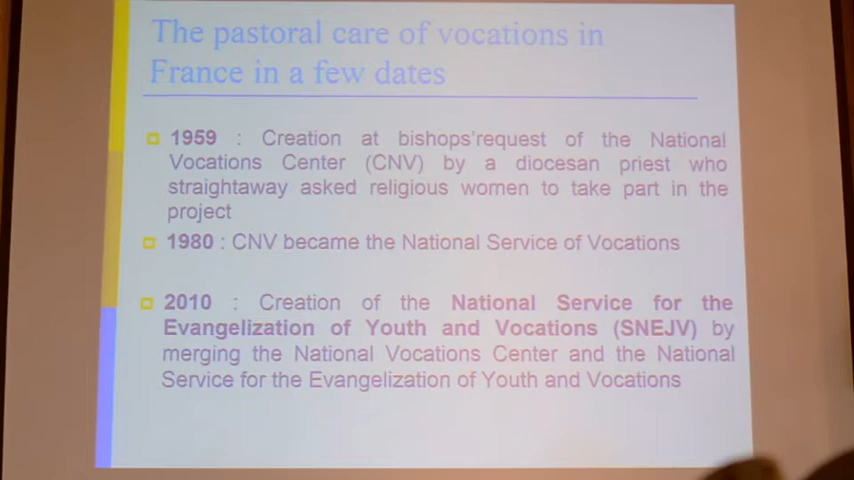 The pastoral care of vocations in
France in a few dates
1959 : Creation at bishops'request of the National
Vocations Center (CNV) by a diocesan priest who
straightaway asked religious women to take part in the
project
1980 : CNV became the National Service of Vocations
2010 : Creation of the National Service for the
Evangelization of Youth and Vocations (SNEJV) by
merging the National Vocations Center and the National
Service for the Evangelization of Youth and Vocations